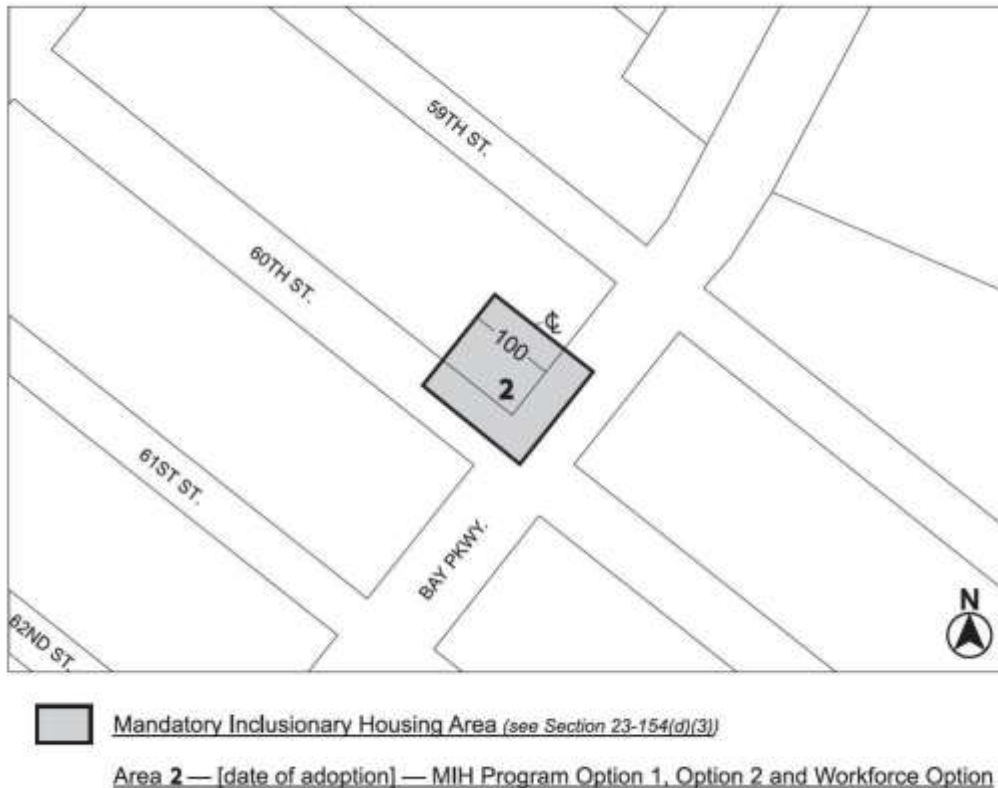 59TH ST.
60TH ST.
℄
100
2
61ST ST.
BAY PKWY.
62ND ST.
N
Mandatory Inclusionary Housing Area (see Section 23-154(d)(3))
Area 2 — [date of adoption] — MIH Program Option 1, Option 2 and Workforce Option